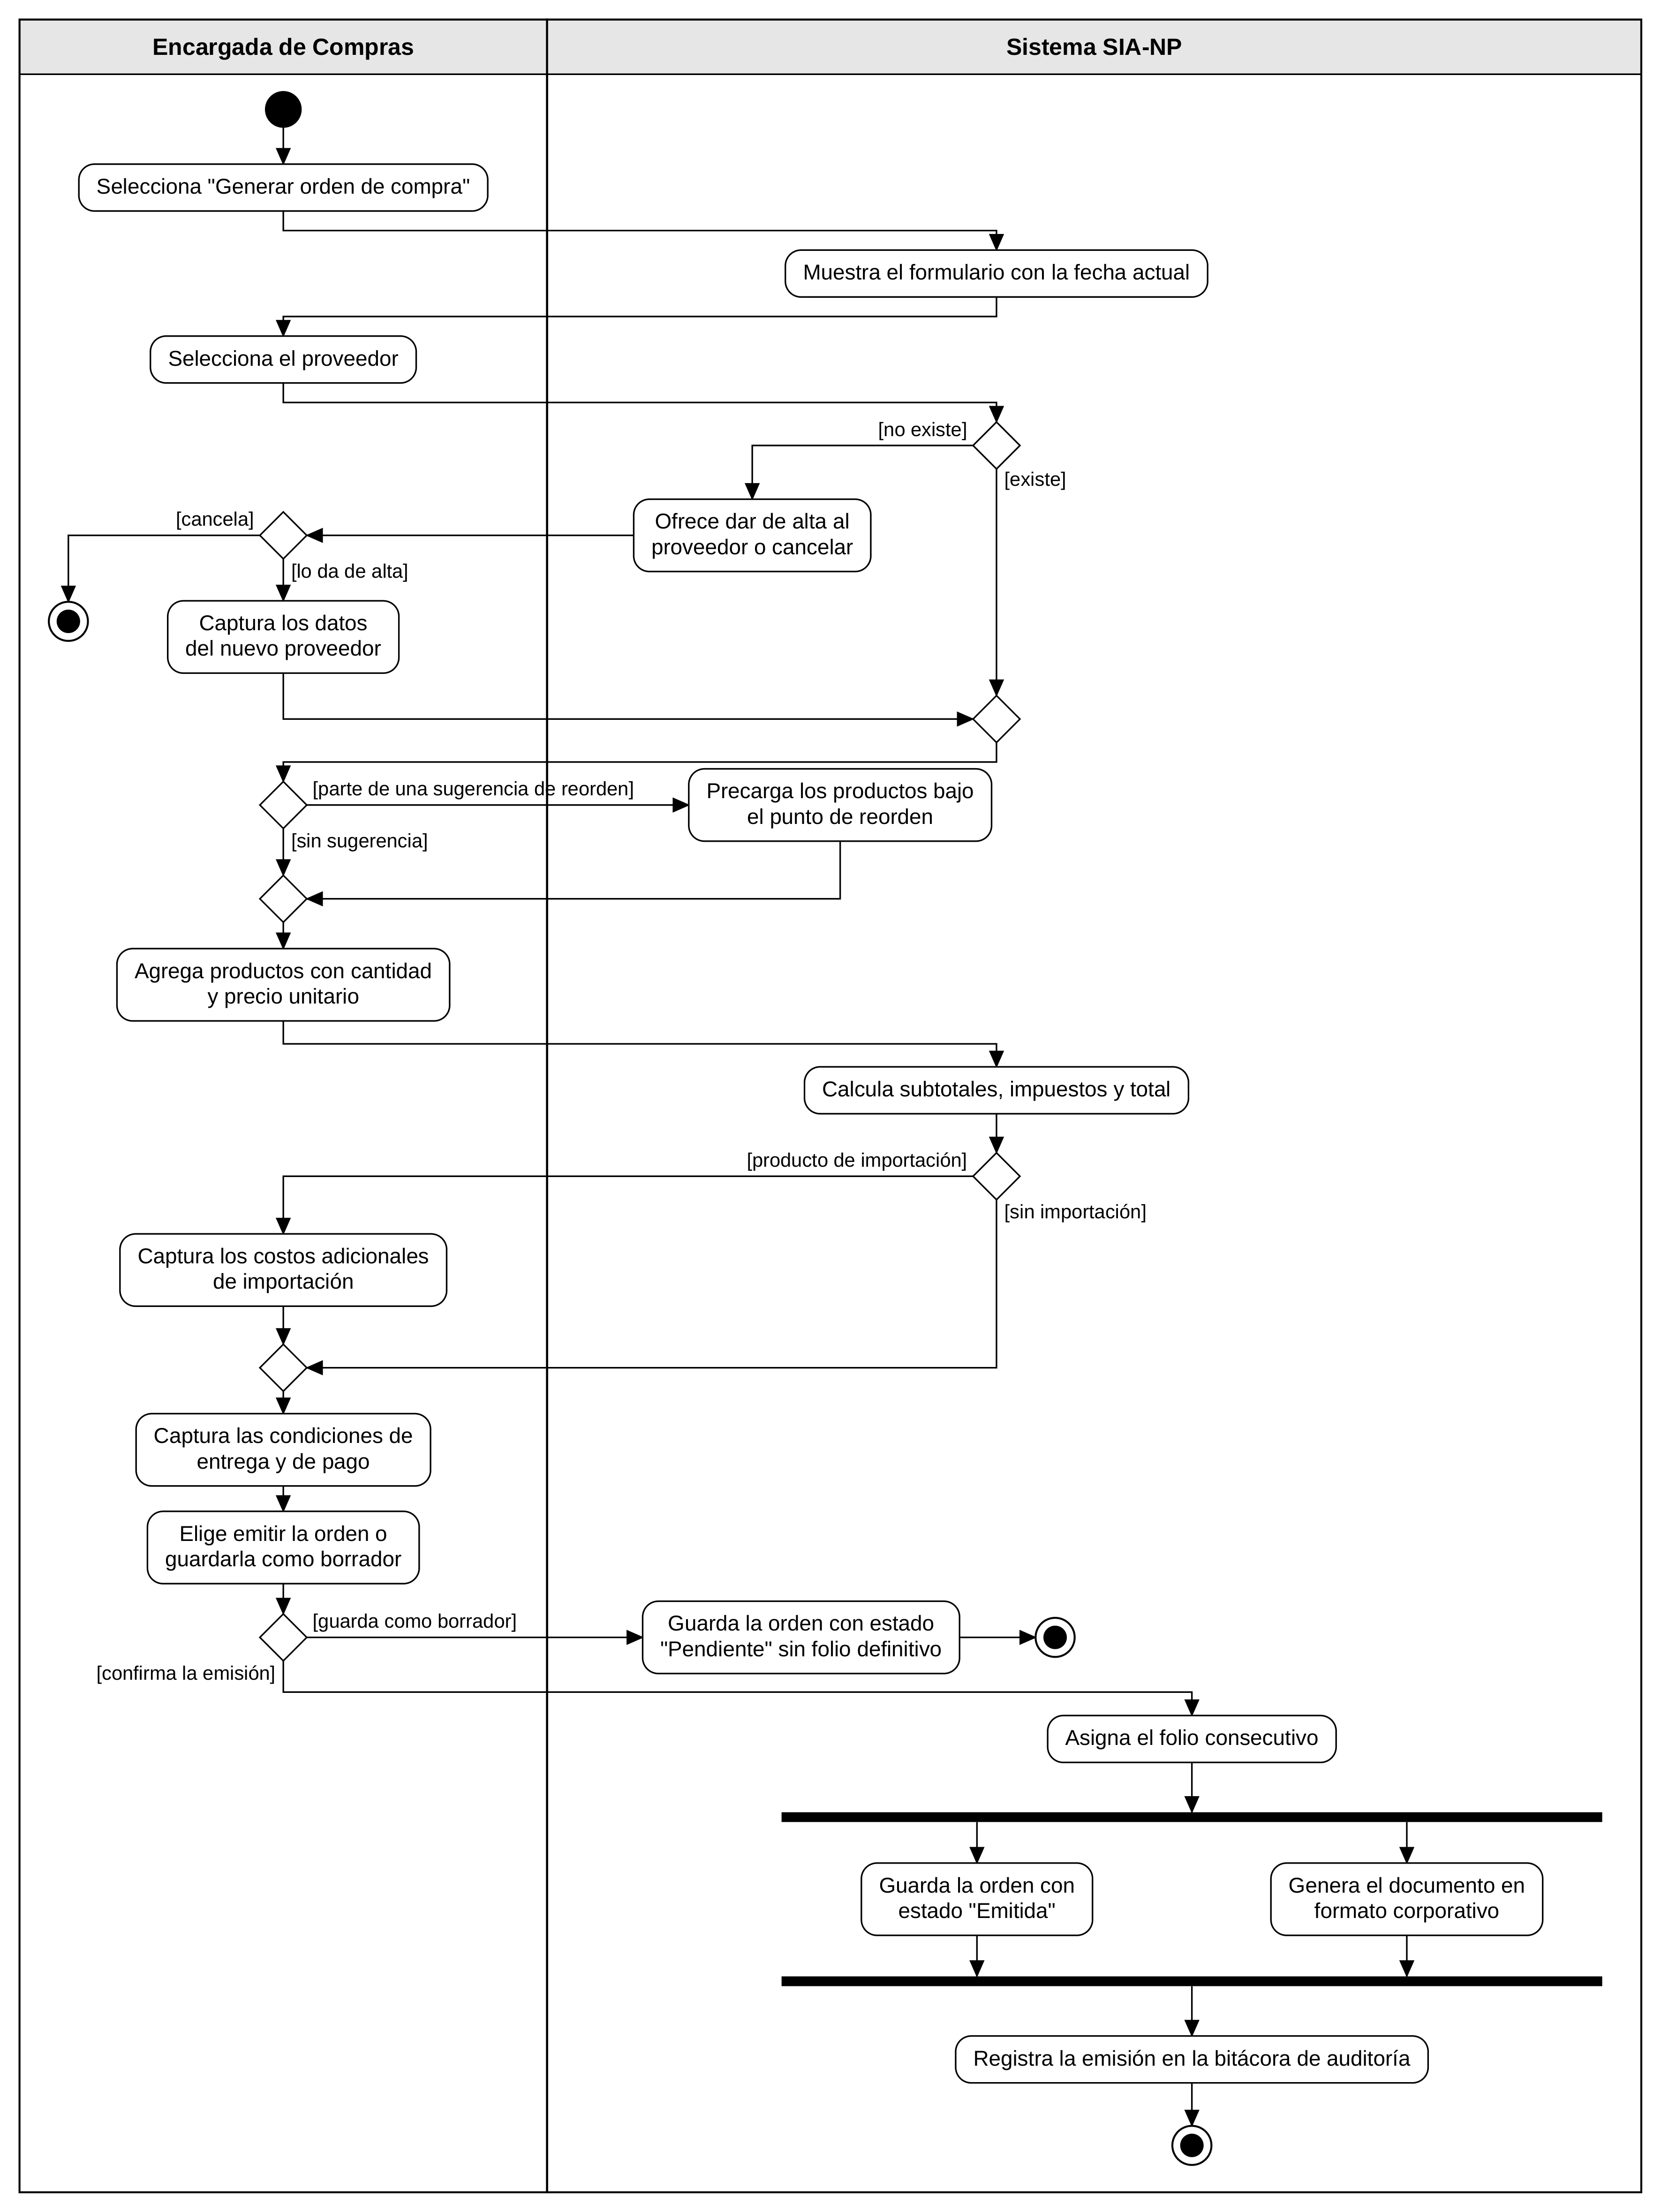 Encargada de Compras
Sistema SIA-NP
Selecciona "Generar orden de compra"
Muestra el formulario con la fecha actual
Selecciona el proveedor
[no existe]
[existe]
Ofrece dar de alta al
proveedor o cancelar
[cancela]
[lo da de alta]
Captura los datos
del nuevo proveedor
[parte de una sugerencia de reorden]
Precarga los productos bajo
el punto de reorden
[sin sugerencia]
Agrega productos con cantidad
y precio unitario
Calcula subtotales, impuestos y total
[producto de importación]
[sin importación]
Captura los costos adicionales
de importación
Captura las condiciones de
entrega y de pago
Elige emitir la orden o
guardarla como borrador
[guarda como borrador]
Guarda la orden con estado
"Pendiente" sin folio definitivo
[confirma la emisión]
Asigna el folio consecutivo
Guarda la orden con
estado "Emitida"
Genera el documento en
formato corporativo
Registra la emisión en la bitácora de auditoría